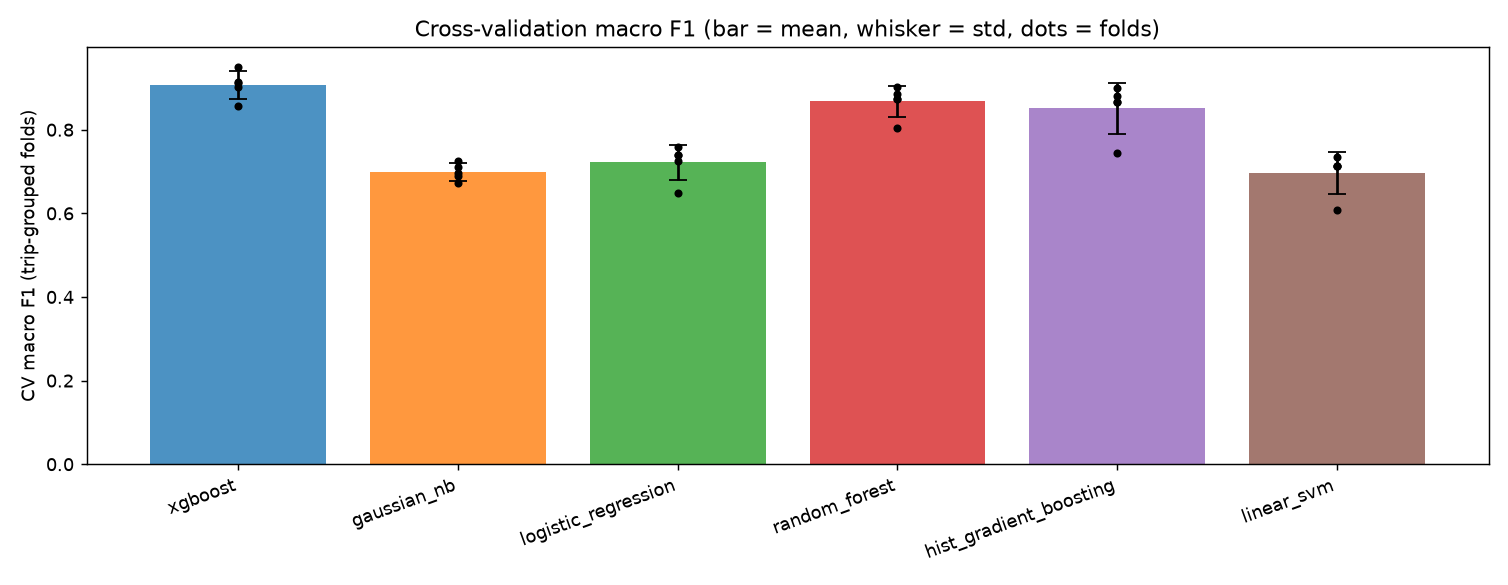 Cross-validation macro F1 (bar = mean, whisker = std, dots = folds)
CV macro F1 (trip-grouped folds)
0.8
0.6
0.4
0.2
0.0
xgboost
gaussian_nb
logistic_regression
random_forest
hist_gradient_boosting
linear_svm